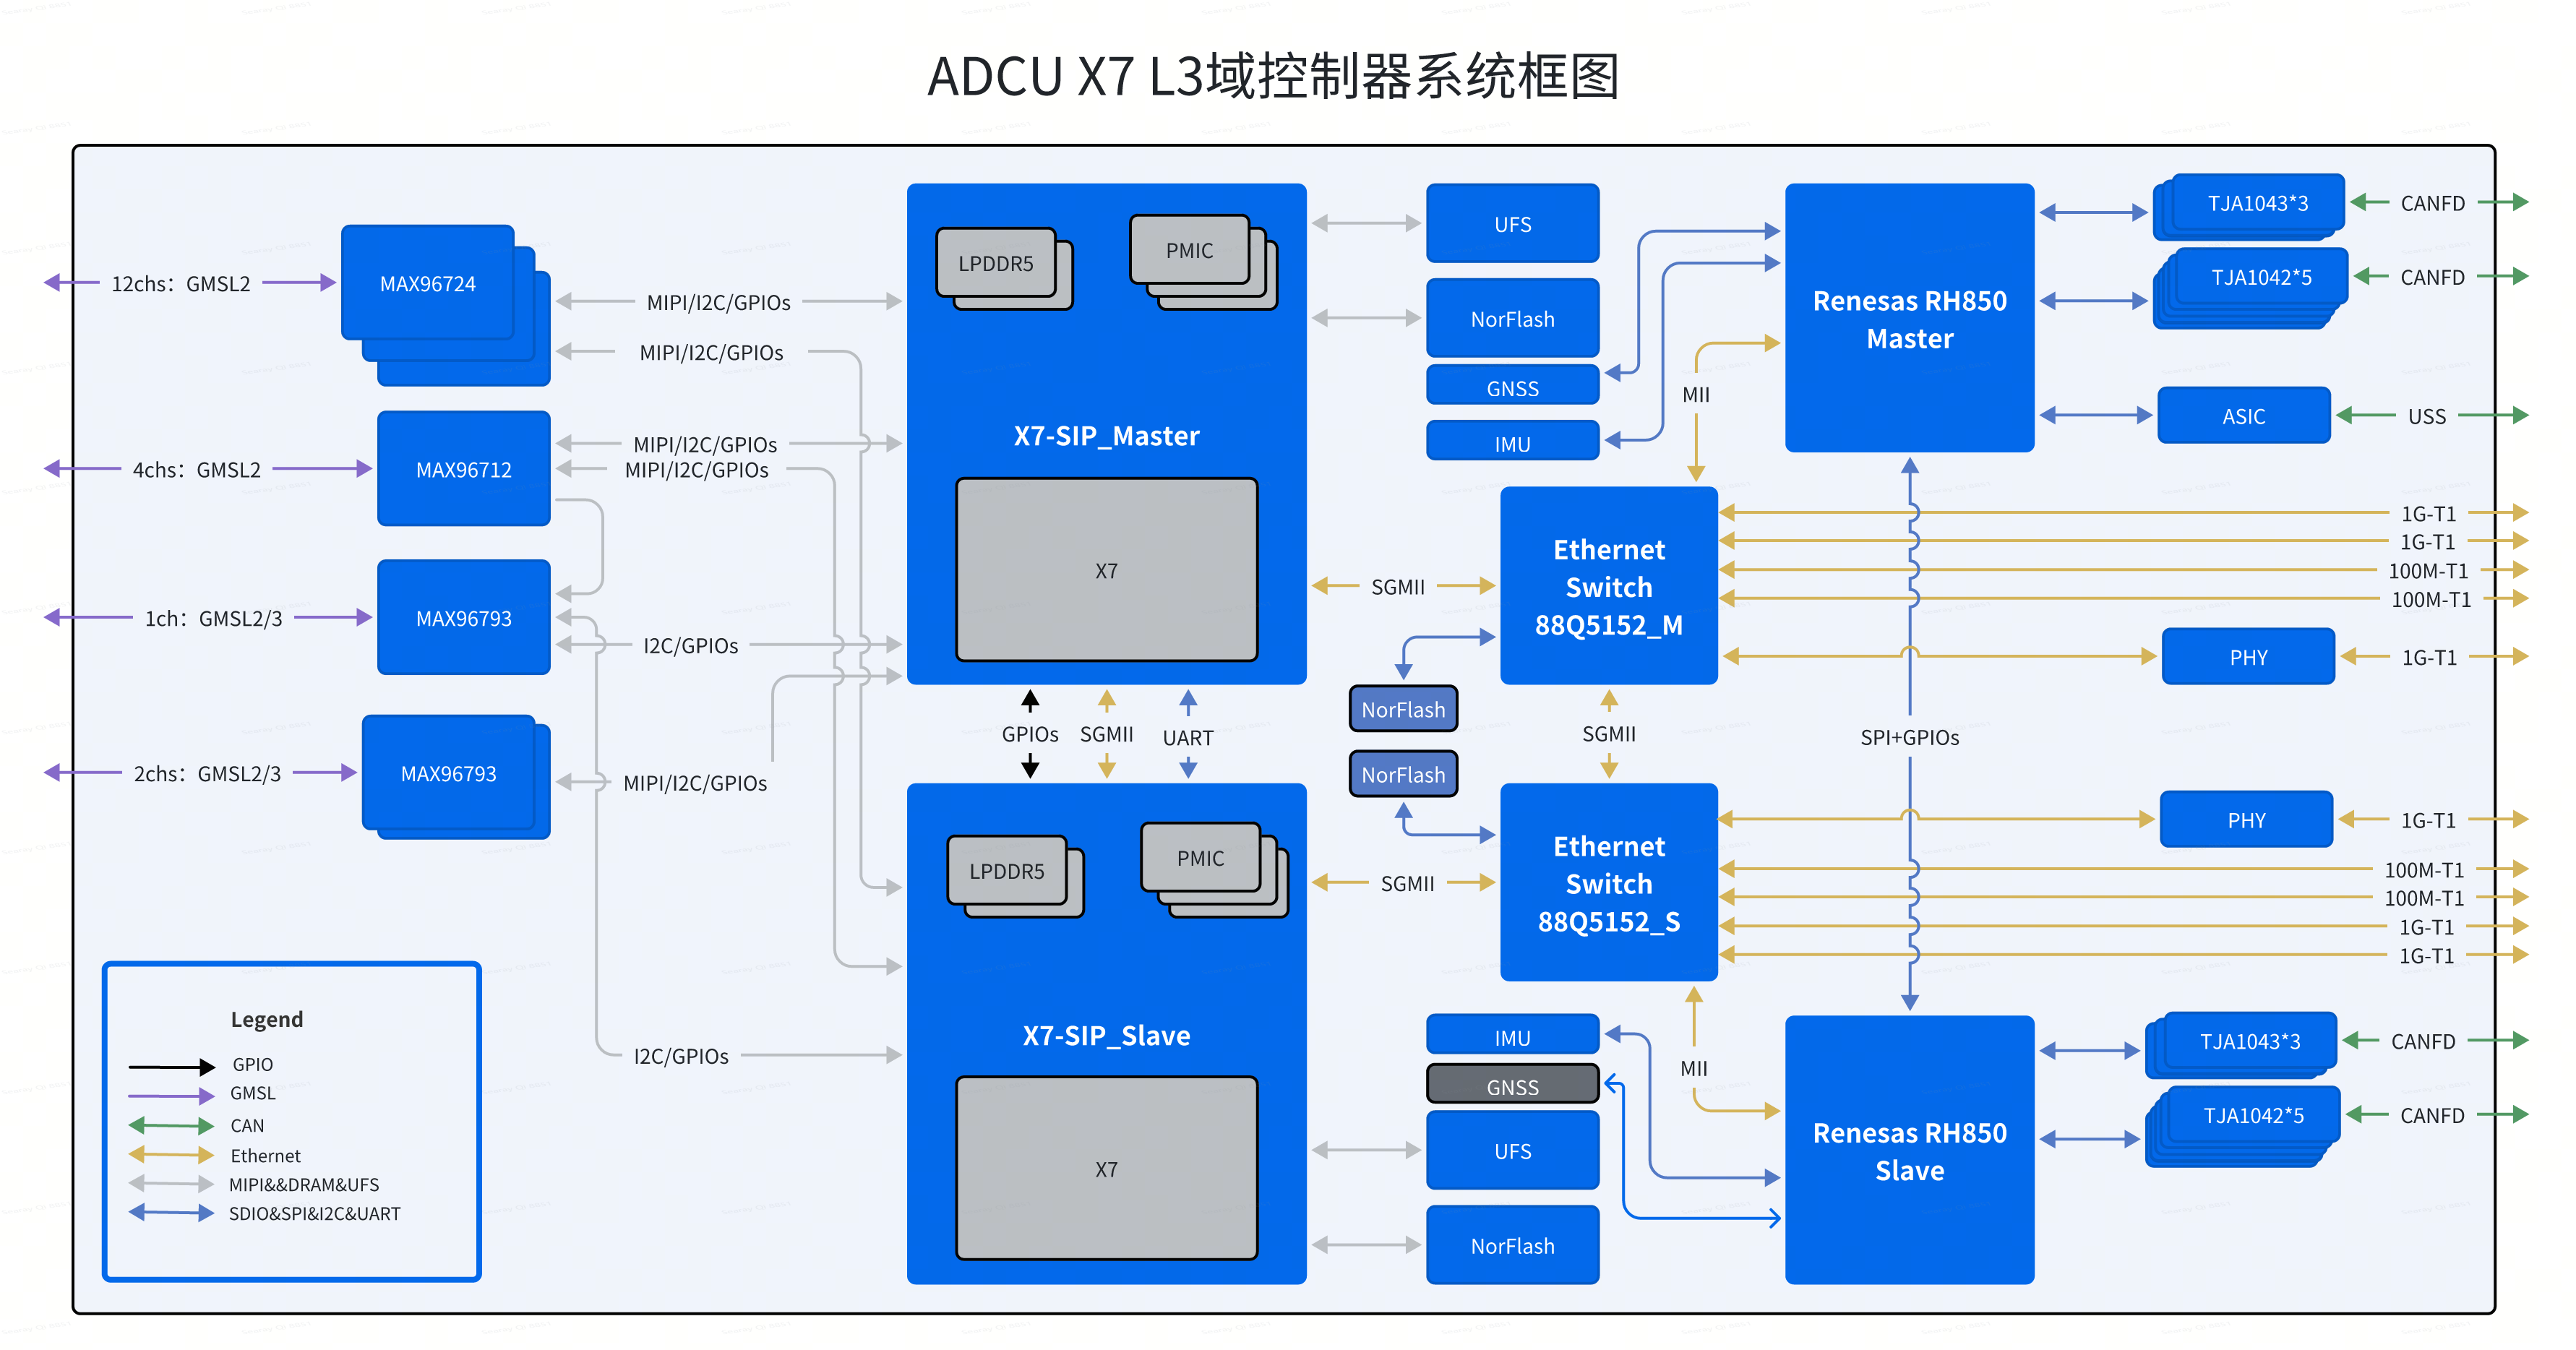 ADCU X7 L3域控制器系统框图
12chs：GMSL2
MAX96724
MIPI/I2C/GPIOs
MIPI/I2C/GPIOs
4chs：GMSL2
MAX96712
MIPI/I2C/GPIOs
MIPI/I2C/GPIOs
1ch：GMSL2/3
MAX96793
I2C/GPIOs
2chs：GMSL2/3
MAX96793
MIPI/I2C/GPIOs
I2C/GPIOs
LPDDR5
PMIC
X7-SIP_Master
X7
GPIOs
SGMII
UART
LPDDR5
PMIC
X7-SIP_Slave
X7
UFS
NorFlash
GNSS
IMU
MII
SGMII
Ethernet
Switch
88Q5152_M
NorFlash
NorFlash
SGMII
SGMII
Ethernet
Switch
88Q5152_S
IMU
GNSS
UFS
NorFlash
MII
Renesas RH850
Master
SPI+GPIOs
Renesas RH850
Slave
TJA1043*3
CANFD
TJA1042*5
CANFD
ASIC
USS
1G-T1
1G-T1
100M-T1
100M-T1
PHY
1G-T1
PHY
1G-T1
100M-T1
100M-T1
1G-T1
1G-T1
TJA1043*3
CANFD
TJA1042*5
CANFD
Legend
GPIO
GMSL
CAN
Ethernet
MIPI&&DRAM&UFS
SDIO&SPI&I2C&UART